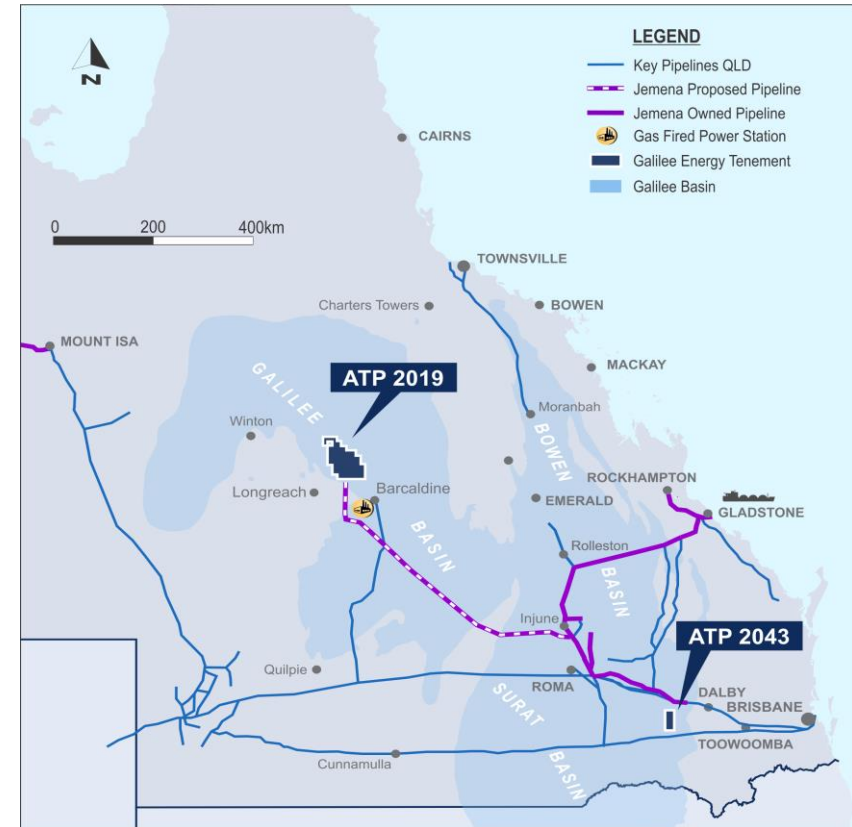 LEGEND
Key Pipelines QLD
Jemena Proposed Pipeline
Jemena Owned Pipeline
Gas Fired Power Station
Galilee Energy Tenement
Galilee Basin
N
CAIRNS
0 200 400km
TOWNSVILLE
Charters Towers
BOWEN
MOUNT ISA
MACKAY
ATP 2019
GALILEE
Winton
Moranbah
BOWEN
Longreach
Barcaldine
ROCKHAMPTON
EMERALD
GLADSTONE
BASIN
Rolleston
BASIN
Injune
ATP 2043
Quilpie
ROMA
DALBY
BRISBANE
SURAT
TOOWOOMBA
Cunnamulla
BASIN